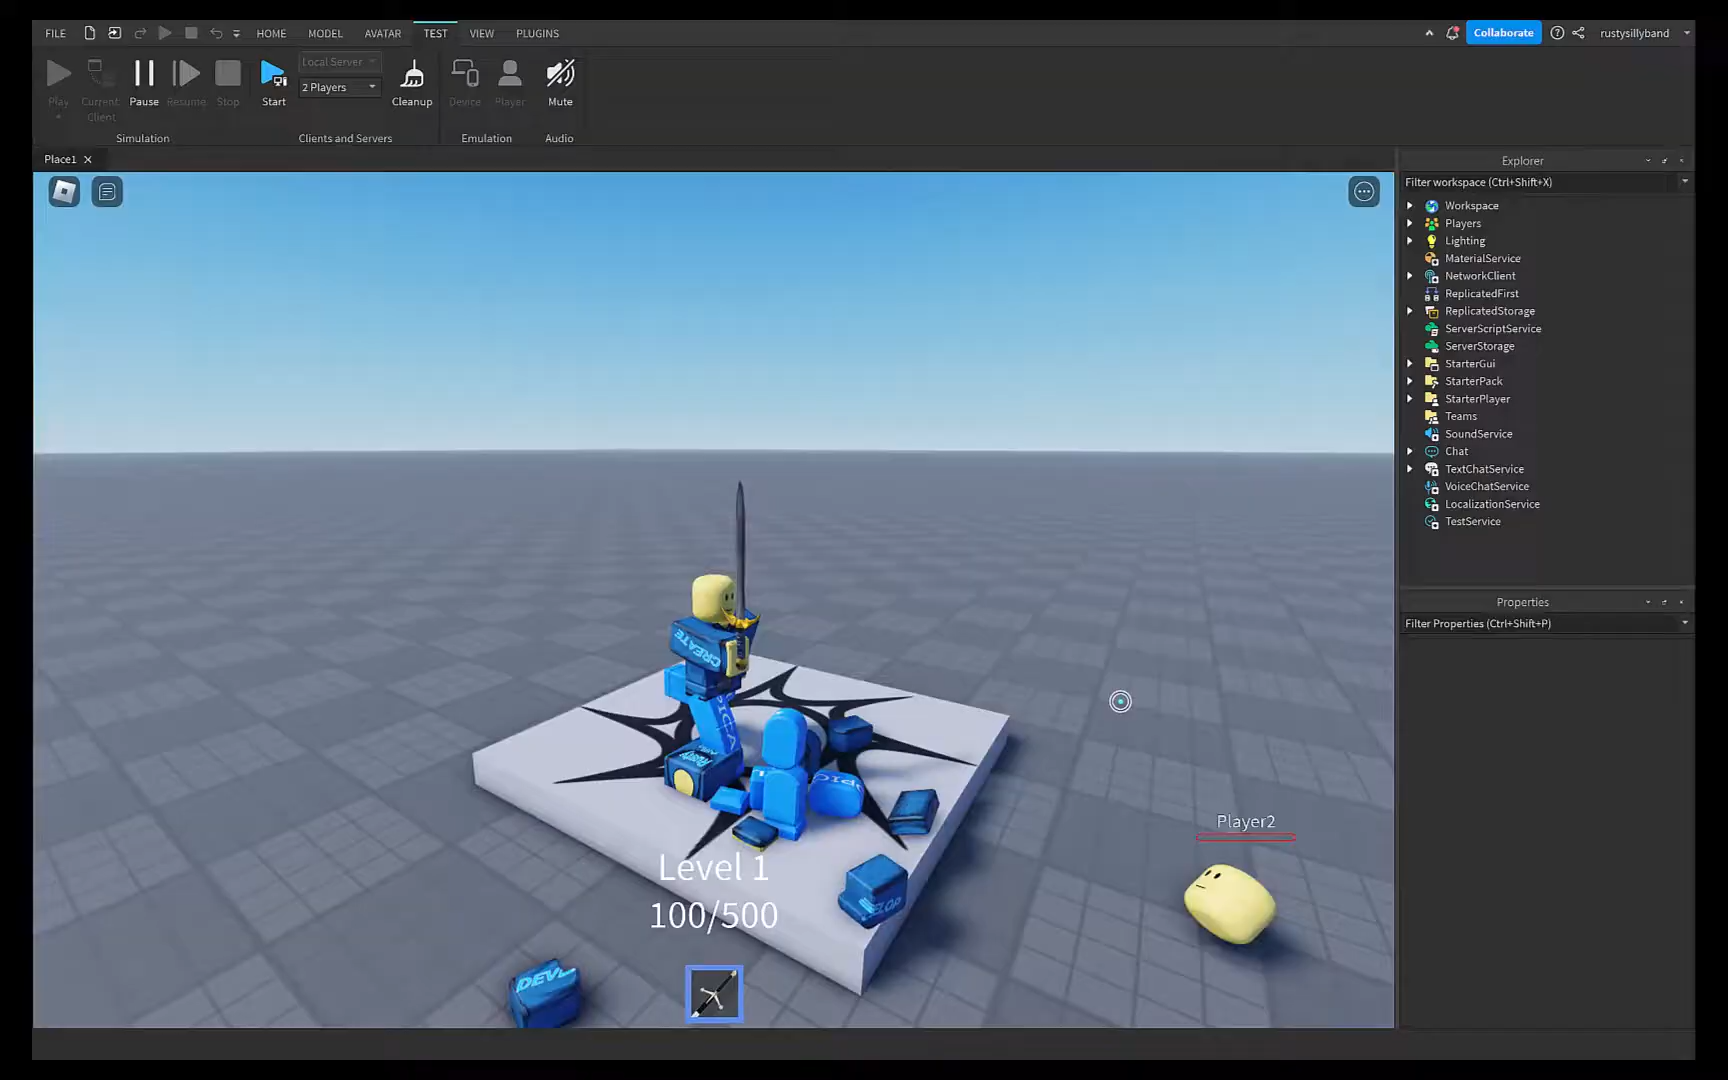 FILE HOME MODEL AVATAR TEST VIEW PLUGINS Collaborate rustysillyband
Local Server
2 Players
Play Current Client Pause Resume Stop Start Cleanup Device Player Mute
Simulation Clients and Servers Emulation Audio
Place1
Explorer
Filter workspace (Ctrl+Shift+X)
Workspace
Players
Lighting
MaterialService
NetworkClient
ReplicatedFirst
ReplicatedStorage
ServerScriptService
ServerStorage
StarterGui
StarterPack
StarterPlayer
Teams
SoundService
Chat
TextChatService
VoiceChatService
LocalizationService
TestService
Properties
Filter Properties (Ctrl+Shift+P)
CREATE
Player2
Level 1
100/500